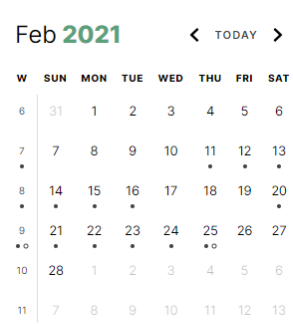 Feb 2021 TODAY
W SUN MON TUE WED THU FRI SAT
6 31 1 2 3 4 5 6
7 7 8 9 10 11 12 13
8 14 15 16 17 18 19 20
9 21 22 23 24 25 26 27
10 28 1 2 3 4 5 6
11 7 8 9 10 11 12 13